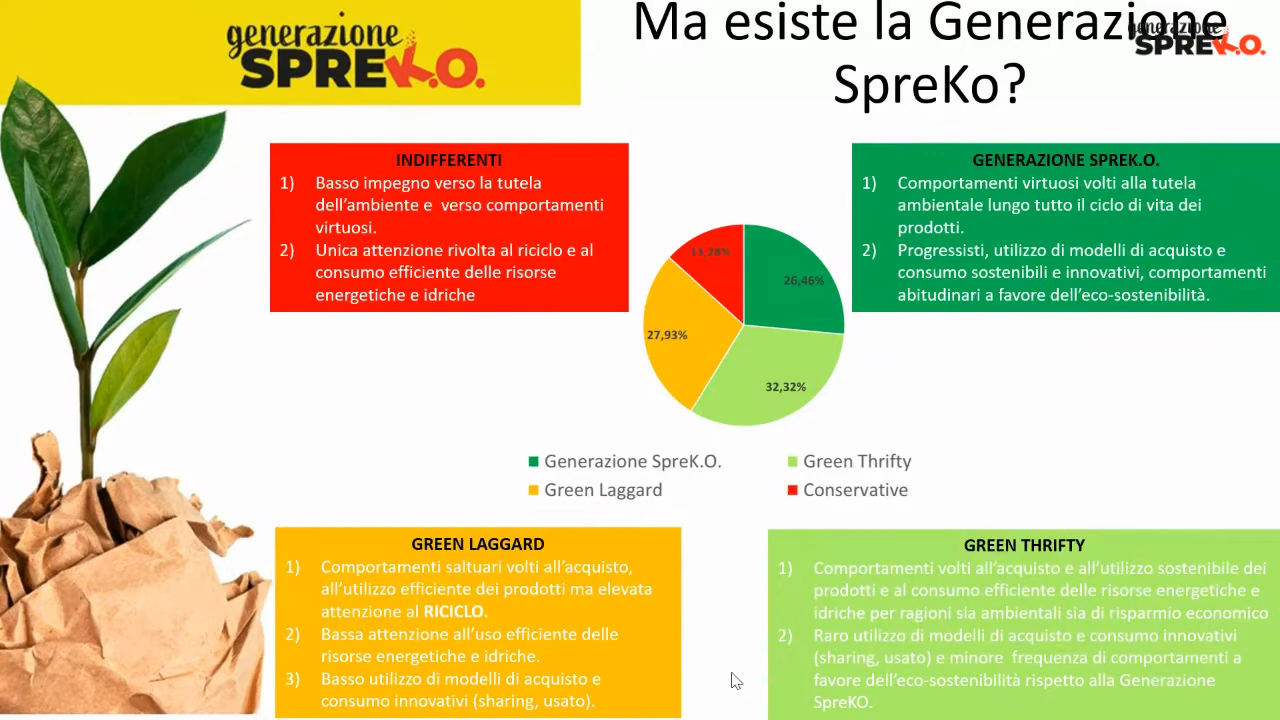 generazione
SPREK.O.
Ma esiste la Generazione
SpreKo?
generazione
SPREK.O.
INDIFFERENTI
1) Basso impegno verso la tutela
dell'ambiente e verso comportamenti
virtuosi.
2) Unica attenzione rivolta al riciclo e al
consumo efficiente delle risorse
energetiche e idriche
GENERAZIONE SPREK.O.
1) Comportamenti virtuosi volti alla tutela
ambientale lungo tutto il ciclo di vita dei
prodotti.
2) Progressisti, utilizzo di modelli di acquisto e
consumo sostenibili e innovativi, comportamenti
abitudinari a favore dell'eco-sostenibilità.
13,28%
26,46%
27,93%
32,32%
Generazione SpreK.O.
Green Thrifty
Green Laggard
Conservative
GREEN LAGGARD
1) Comportamenti saltuari volti all'acquisto,
all'utilizzo efficiente dei prodotti ma elevata
attenzione al RICICLO.
2) Bassa attenzione all'uso efficiente delle
risorse energetiche e idriche.
3) Basso utilizzo di modelli di acquisto e
consumo innovativi (sharing, usato).
GREEN THRIFTY
1) Comportamenti volti all'acquisto e all'utilizzo sostenibile dei
prodotti e al consumo efficiente delle risorse energetiche e
idriche per ragioni sia ambientali sia di risparmio economico
2) Raro utilizzo di modelli di acquisto e consumo innovativi
(sharing, usato) e minore frequenza di comportamenti a
favore dell'eco-sostenibilità rispetto alla Generazione
SpreKO.